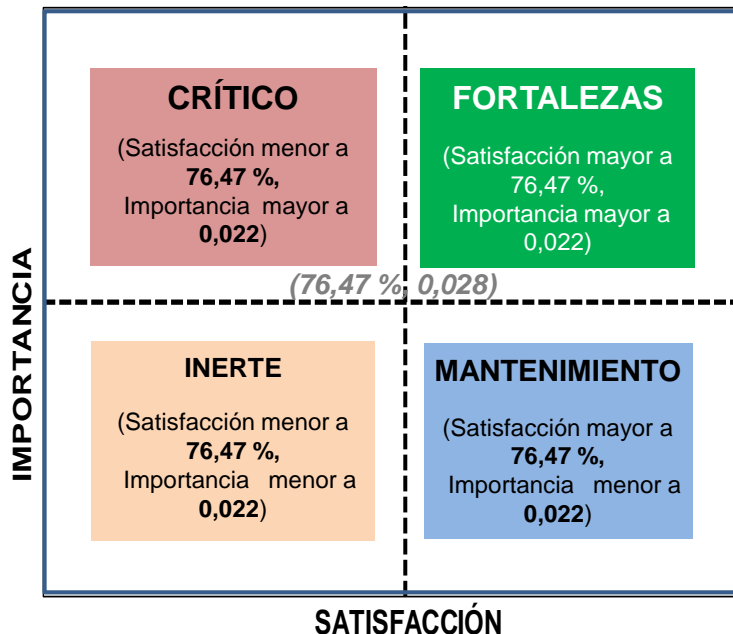 CRÍTICO
(Satisfacción menor a
76,47 %,
Importancia mayor a
0,022)
FORTALEZAS
(Satisfacción mayor a
76,47 %,
Importancia mayor a
0,022)
(76,47 %, 0,028)
IMPORTANCIA
INERTE
(Satisfacción menor a
76,47 %,
Importancia menor a
0,022)
MANTENIMIENTO
(Satisfacción mayor a
76,47 %,
Importancia menor a
0,022)
SATISFACCIÓN